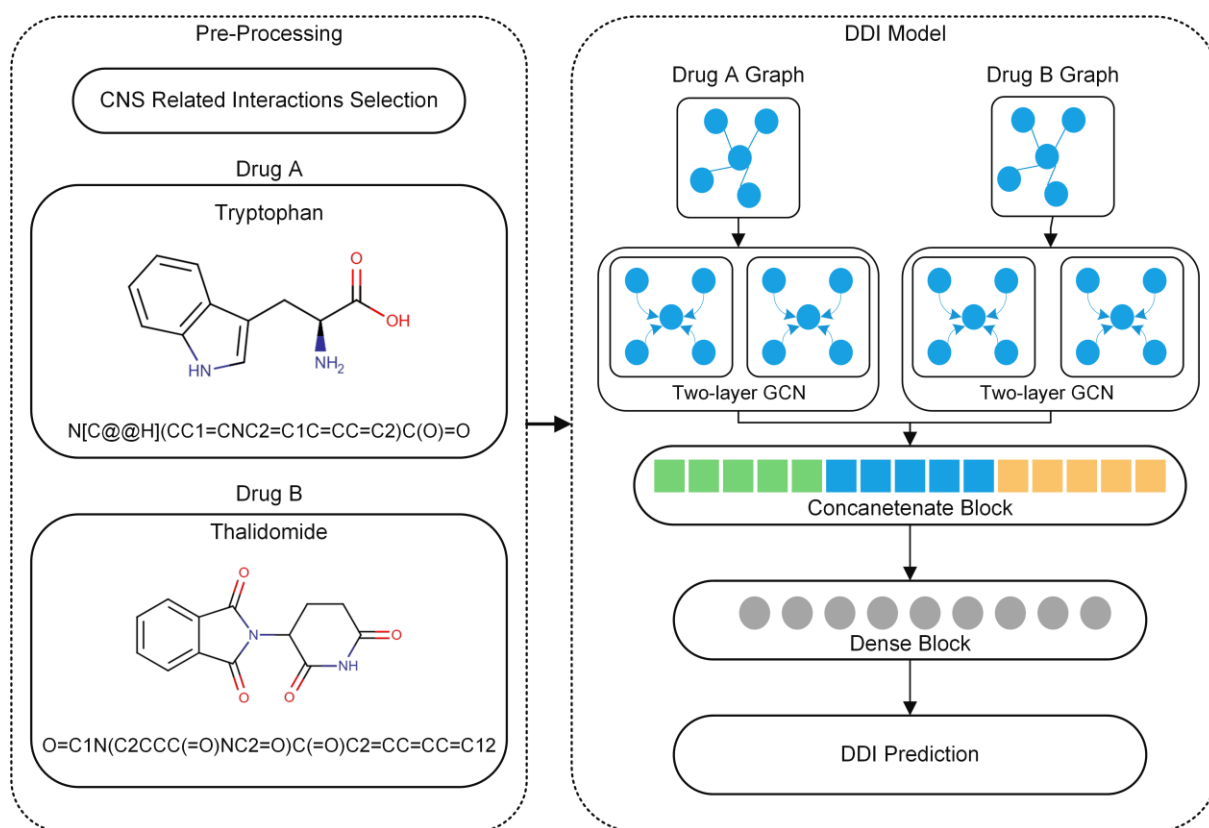 Pre-Processing
CNS Related Interactions Selection
Drug A
Tryptophan
O
OH
NH2
HN
N[C@@H](CC1=CNC2=C1C=CC=C2)C(O)=O
Drug B
Thalidomide
O
N
O
O
NH
O
O=C1N(C2CCC(=O)NC2=O)C(=O)C2=CC=CC=C12
DDI Model
Drug A Graph
Drug B Graph
Two-layer GCN
Two-layer GCN
Concanetenate Block
Dense Block
DDI Prediction